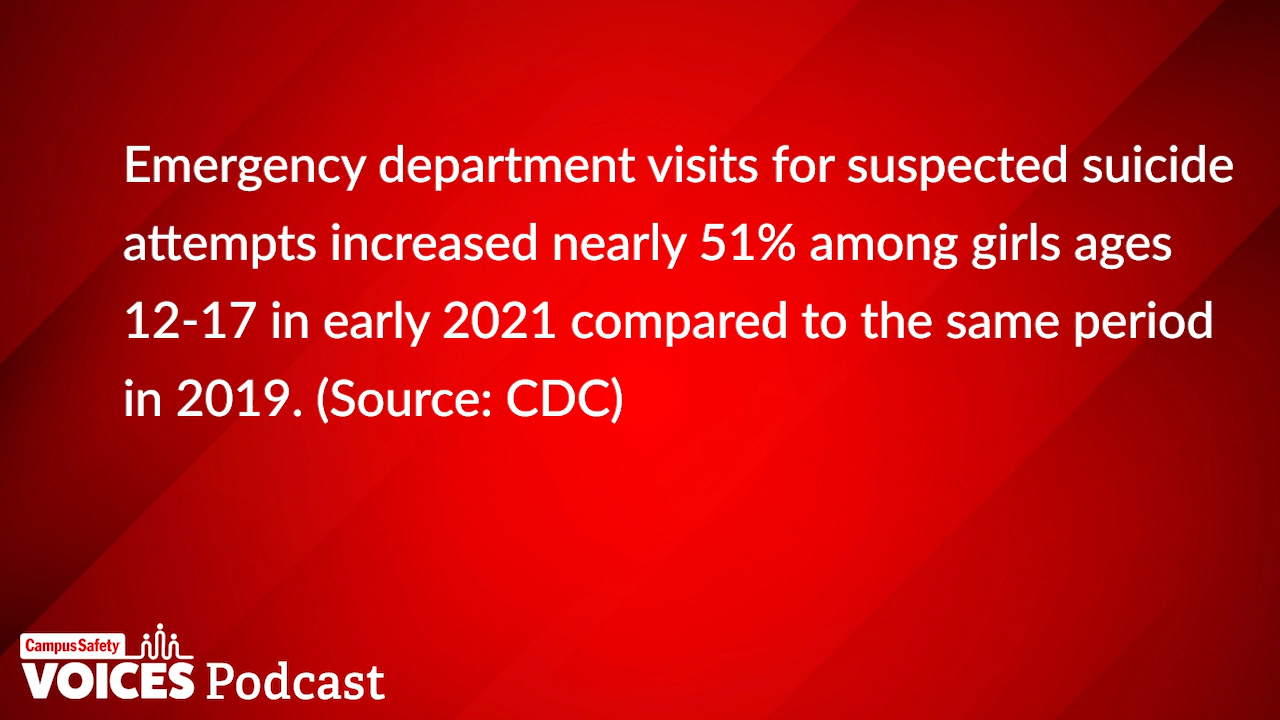 Emergency department visits for suspected suicide
attempts increased nearly 51% among girls ages
12-17 in early 2021 compared to the same period
in 2019. (Source: CDC)
Campus Safety
VOICES Podcast